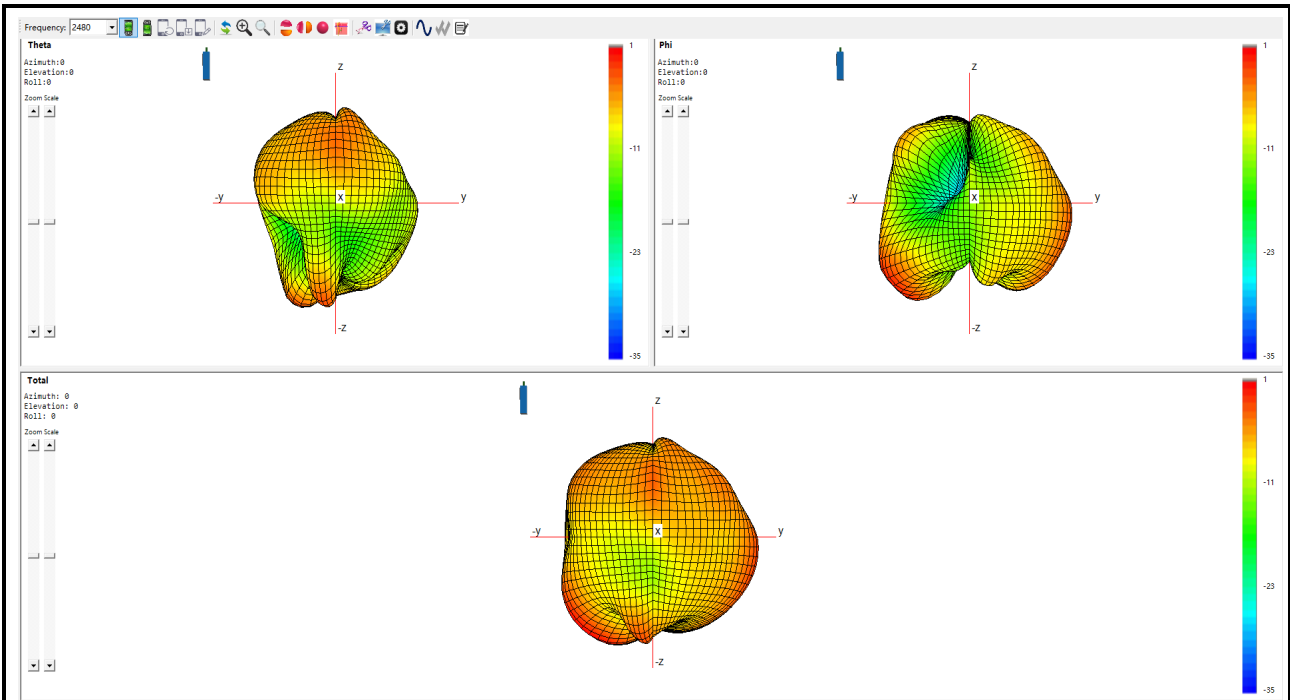 Frequency: 2480
Theta
Azimuth:0
Elevation:0
Roll:0
Zoom Scale
z
-y
x
y
-z
1
-11
-23
-35
Phi
Azimuth:0
Elevation:0
Roll:0
Zoom Scale
z
-y
x
y
-z
1
-11
-23
-35
Total
Azimuth: 0
Elevation: 0
Roll: 0
Zoom Scale
z
-y
x
y
-z
1
-11
-23
-35